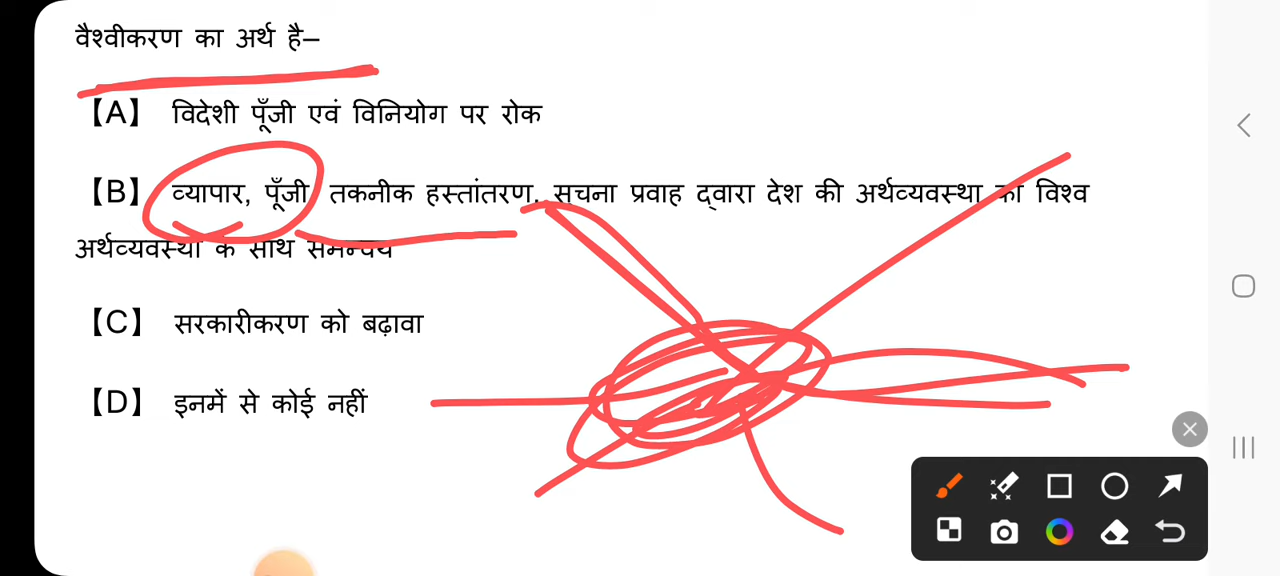 वैश्वीकरण का अर्थ है–
【A】 विदेशी पूँजी एवं विनियोग पर रोक
【B】 व्यापार, पूँजी तकनीक हस्तांतरण, सूचना प्रवाह द्वारा देश की अर्थव्यवस्था का विश्व
अर्थव्यवस्था के साथ समन्वय
【C】 सरकारीकरण को बढ़ावा
【D】 इनमें से कोई नहीं